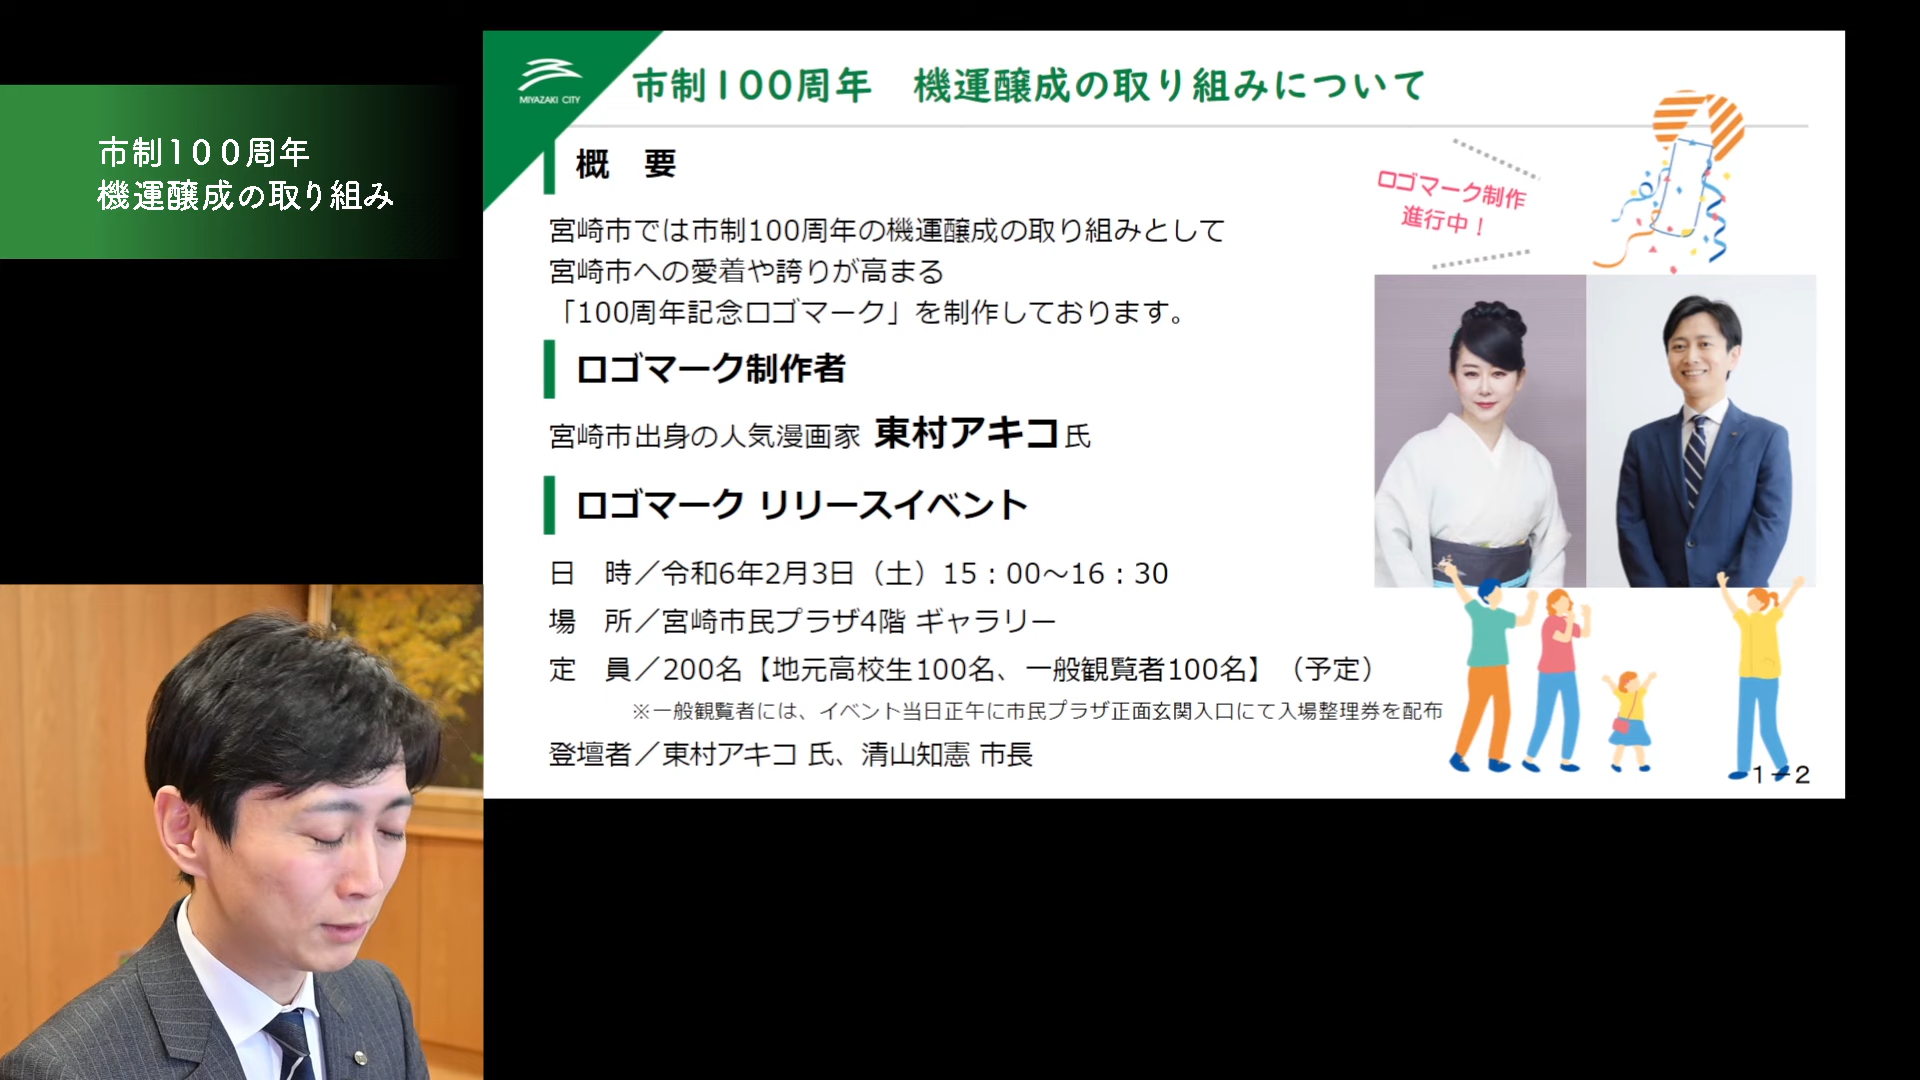 市制１００周年
機運醸成の取り組み
MIYAZAKI CITY
市制100周年　機運醸成の取り組みについて
概　要
宮崎市では市制100周年の機運醸成の取り組みとして
宮崎市への愛着や誇りが高まる
「100周年記念ロゴマーク」を制作しております。
ロゴマーク制作
進行中！
ロゴマーク制作者
宮崎市出身の人気漫画家 東村アキコ氏
ロゴマーク リリースイベント
日　時／令和6年2月3日（土）15：00～16：30
場　所／宮崎市民プラザ4階 ギャラリー
定　員／200名【地元高校生100名、一般観覧者100名】（予定）
※一般観覧者には、イベント当日正午に市民プラザ正面玄関入口にて入場整理券を配布
登壇者／東村アキコ 氏、清山知憲 市長
1－2